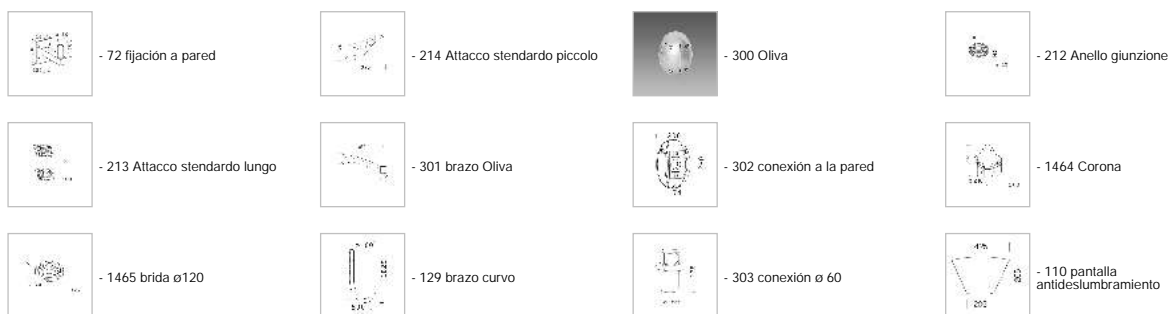 - 72 fijación a pared
- 214 Attacco stendardo piccolo
- 300 Oliva
- 212 Anello giunzione
- 213 Attacco stendardo lungo
- 301 brazo Oliva
- 302 conexión a la pared
- 1464 Corona
- 1465 brida ø120
- 129 brazo curvo
- 303 conexión ø 60
- 110 pantalla
antideslumbramiento